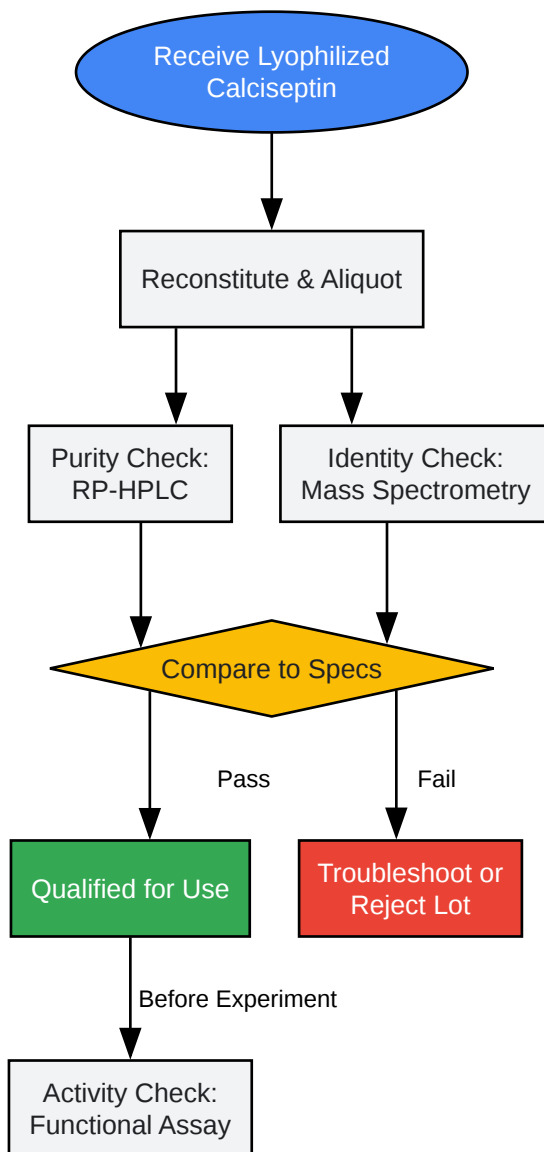 Receive Lyophilized
Calciseptin
Reconstitute & Aliquot
Purity Check:
RP-HPLC
Identity Check:
Mass Spectrometry
Compare to Specs
Pass
Fail
Qualified for Use
Troubleshoot or
Reject Lot
Before Experiment
Activity Check:
Functional Assay